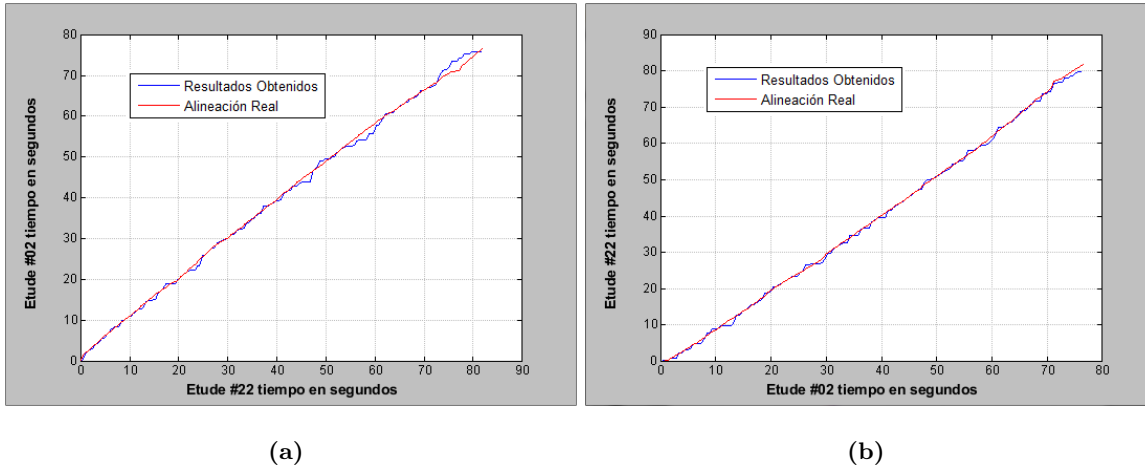 80
70
60
50
40
30
20
10
0
0 10 20 30 40 50 60 70 80 90
Etude #02 tiempo en segundos
Etude #22 tiempo en segundos
Resultados Obtenidos
Alineación Real
(a)
90
80
70
60
50
40
30
20
10
0
0 10 20 30 40 50 60 70 80
Etude #22 tiempo en segundos
Etude #02 tiempo en segundos
Resultados Obtenidos
Alineación Real
(b)